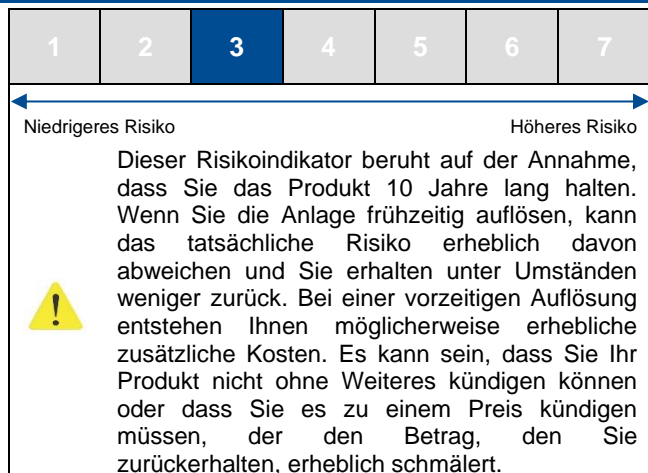 1 2 3 4 5 6 7
Niedrigeres Risiko Höheres Risiko
Dieser Risikoindikator beruht auf der Annahme,
dass Sie das Produkt 10 Jahre lang halten.
Wenn Sie die Anlage frühzeitig auflösen, kann
das tatsächliche Risiko erheblich davon
abweichen und Sie erhalten unter Umständen
weniger zurück. Bei einer vorzeitigen Auflösung
entstehen Ihnen möglicherweise erhebliche
zusätzliche Kosten. Es kann sein, dass Sie Ihr
Produkt nicht ohne Weiteres kündigen können
oder dass Sie es zu einem Preis kündigen
müssen, der den Betrag, den Sie
zurückerhalten, erheblich schmälert.